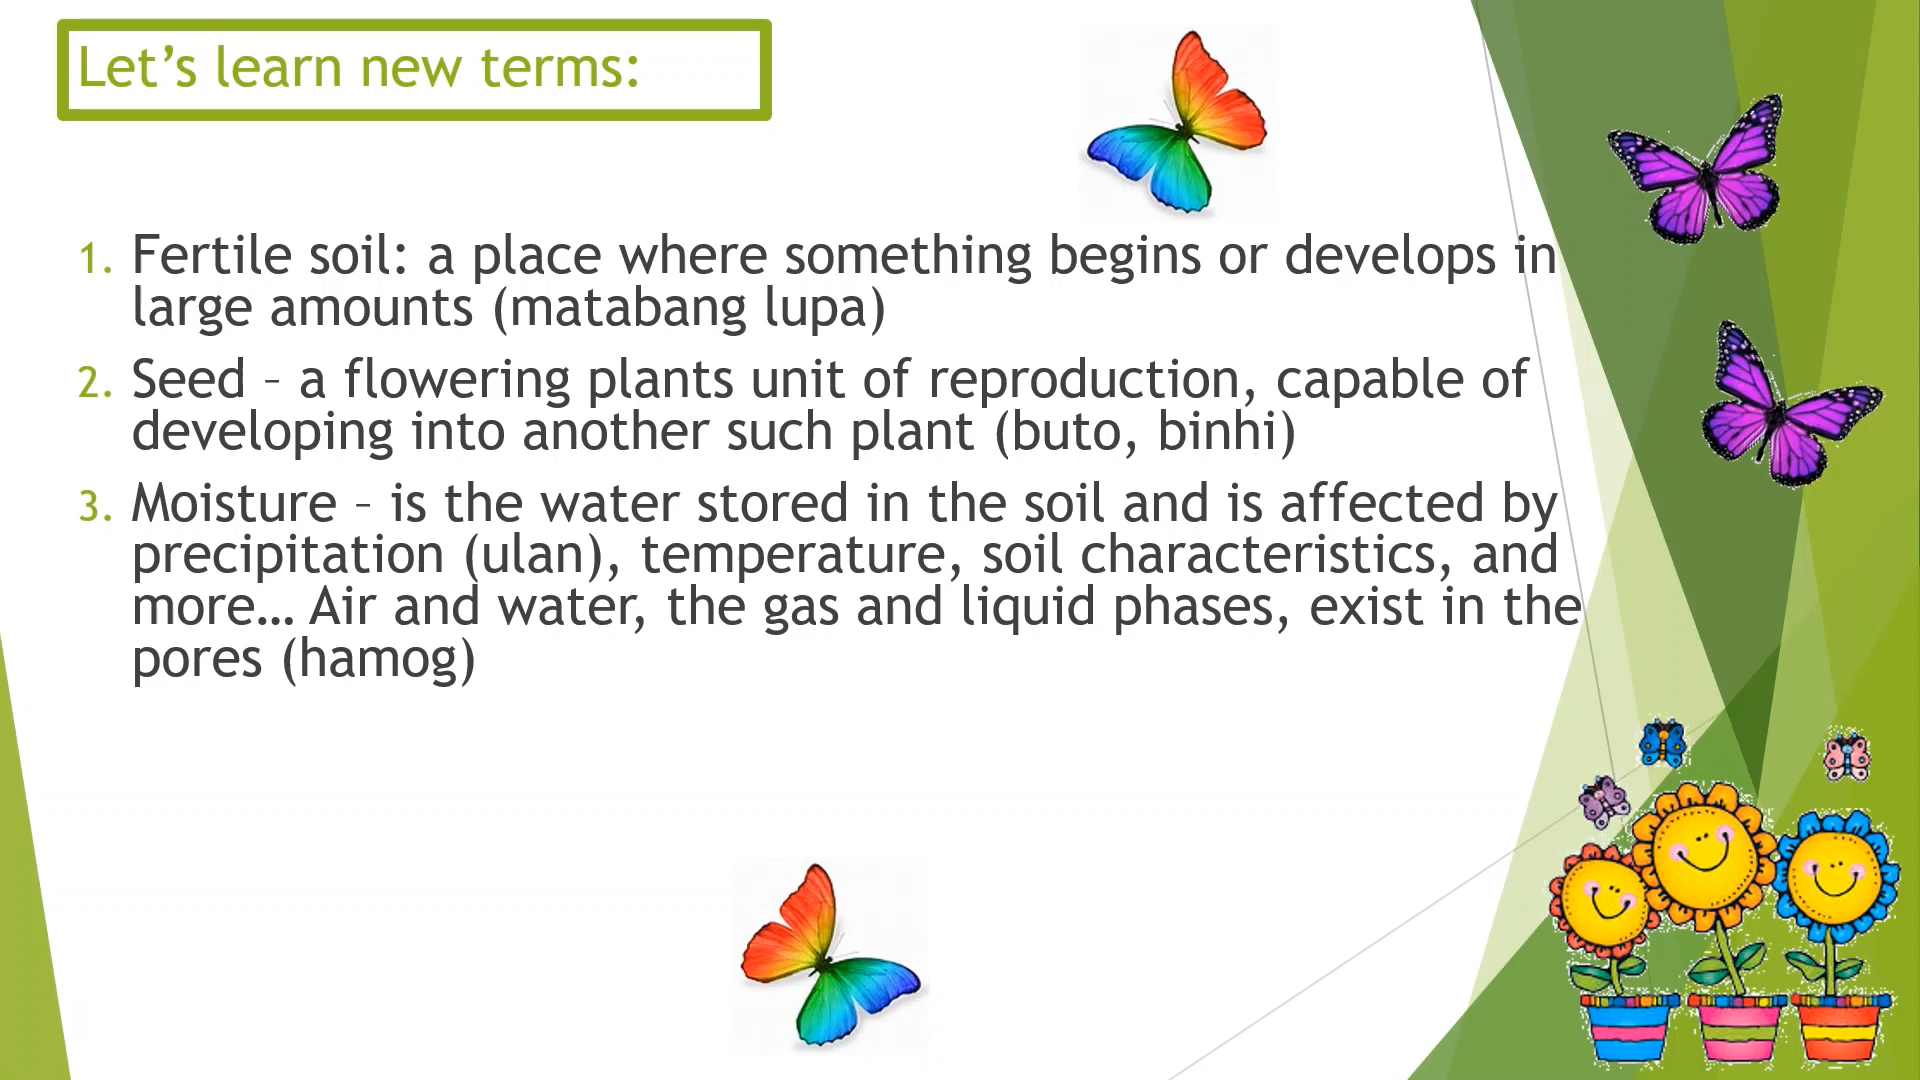 Let’s learn new terms:
1. Fertile soil: a place where something begins or develops in
large amounts (matabang lupa)
2. Seed – a flowering plants unit of reproduction, capable of
developing into another such plant (buto, binhi)
3. Moisture – is the water stored in the soil and is affected by
precipitation (ulan), temperature, soil characteristics, and
more… Air and water, the gas and liquid phases, exist in the
pores (hamog)